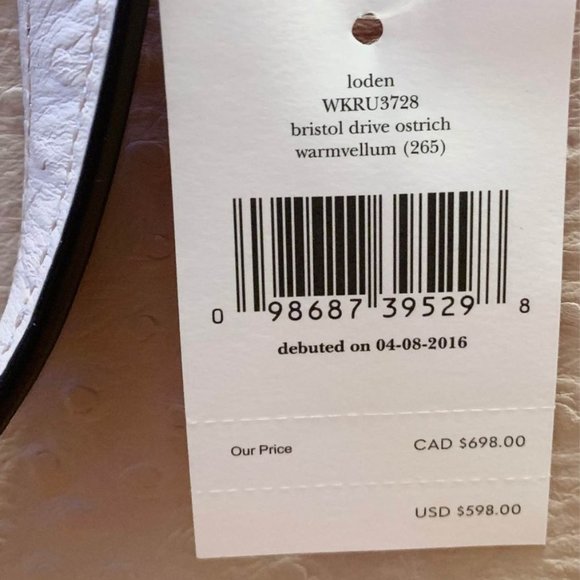 loden
WKRU3728
bristol drive ostrich
warmvellum (265)
0 98687 39529 8
debuted on 04-08-2016
Our Price CAD $698.00
USD $598.00